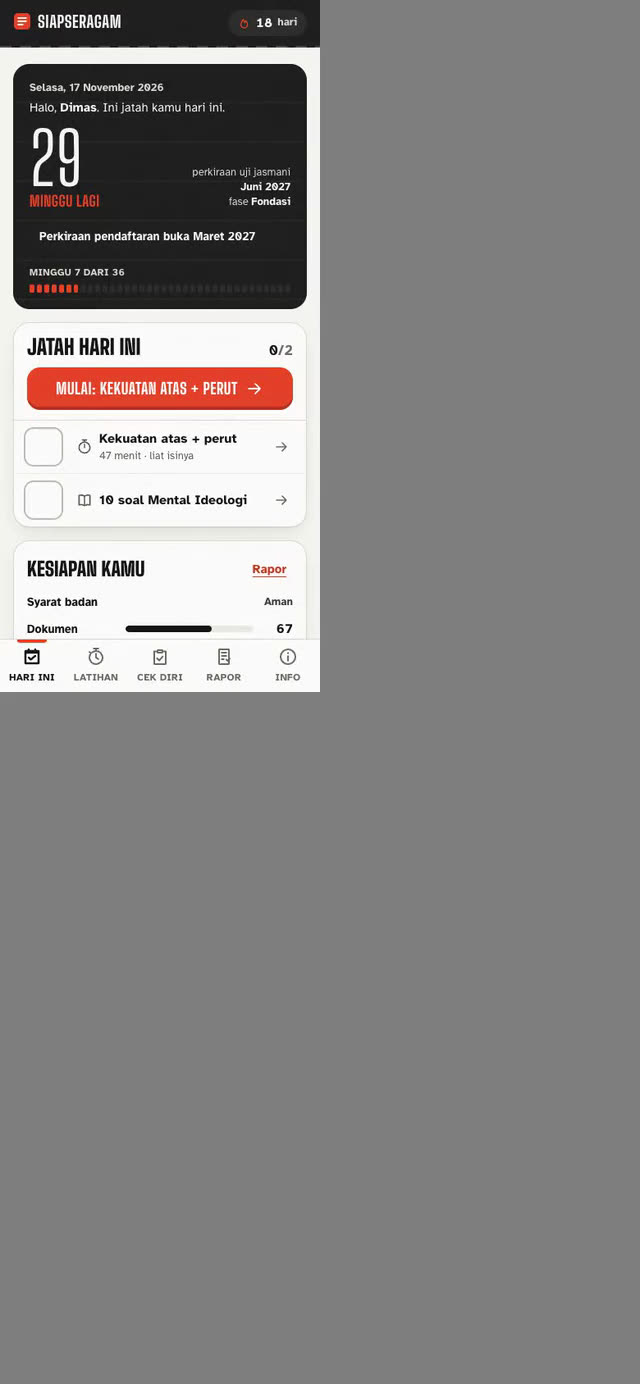 SIAPSERAGAM
18 hari
Selasa, 17 November 2026
Halo, Dimas. Ini jatah kamu hari ini.
29
MINGGU LAGI
perkiraan uji jasmani
Juni 2027
fase Fondasi
Perkiraan pendaftaran buka Maret 2027
MINGGU 7 DARI 36
JATAH HARI INI
0/2
MULAI: KEKUATAN ATAS + PERUT →
Kekuatan atas + perut →
47 menit · liat isinya
10 soal Mental Ideologi →
KESIAPAN KAMU
Rapor
Syarat badan Aman
Dokumen 67
HARI INI LATIHAN CEK DIRI RAPOR INFO